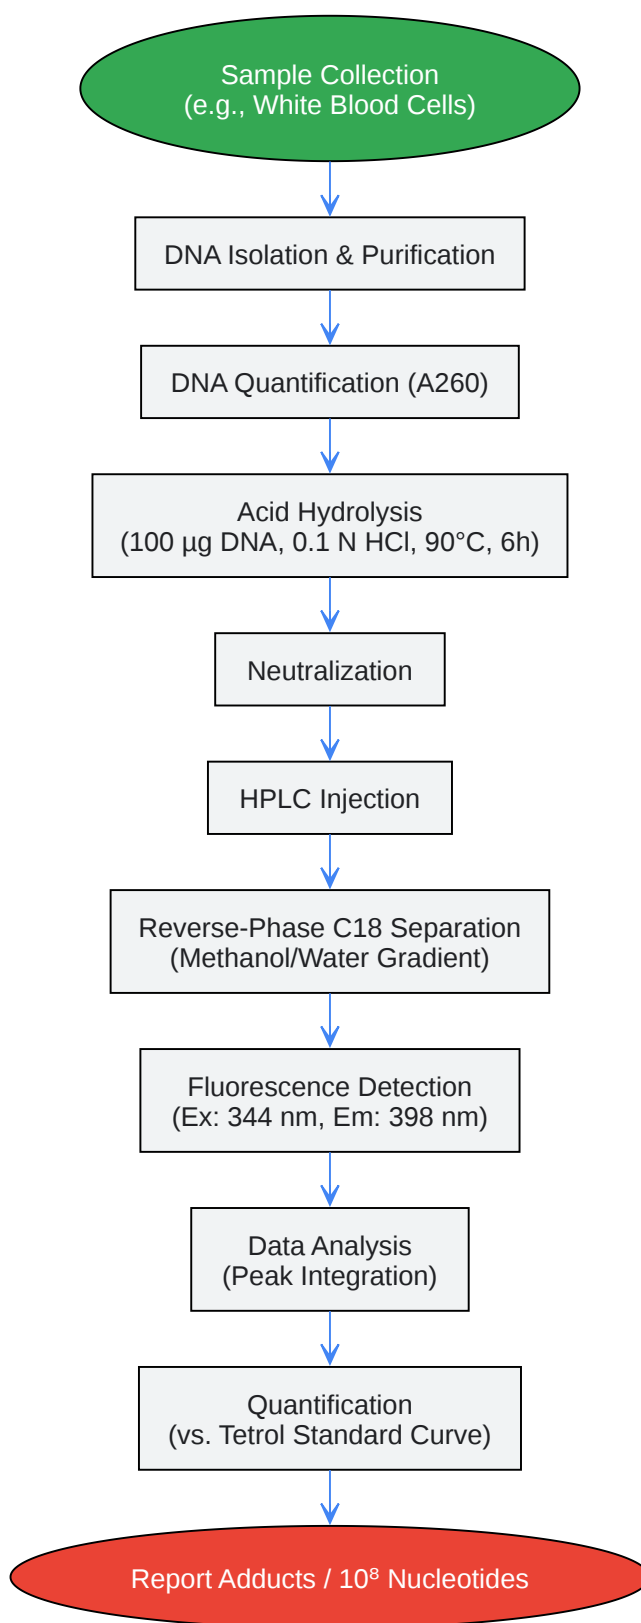 Sample Collection
(e.g., White Blood Cells)
DNA Isolation & Purification
DNA Quantification (A260)
Acid Hydrolysis
(100 µg DNA, 0.1 N HCl, 90°C, 6h)
Neutralization
HPLC Injection
Reverse-Phase C18 Separation
(Methanol/Water Gradient)
Fluorescence Detection
(Ex: 344 nm, Em: 398 nm)
Data Analysis
(Peak Integration)
Quantification
(vs. Tetrol Standard Curve)
Report Adducts / 10⁸ Nucleotides